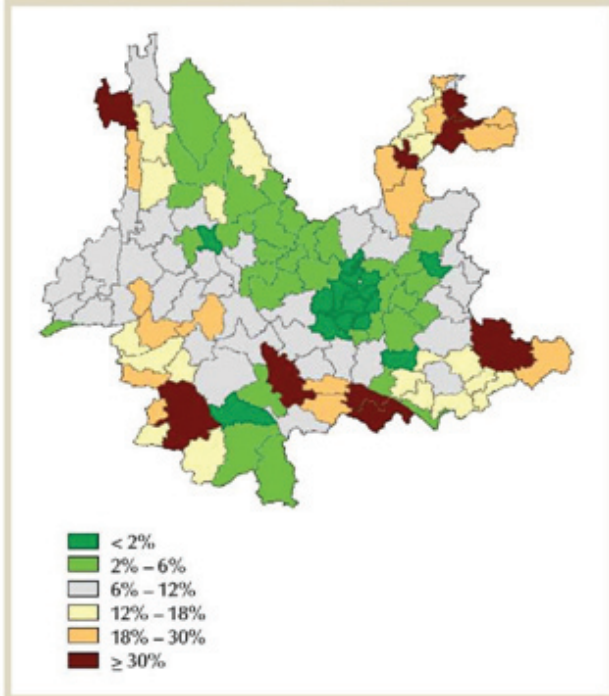 < 2%
2% – 6%
6% – 12%
12% – 18%
18% – 30%
≥ 30%